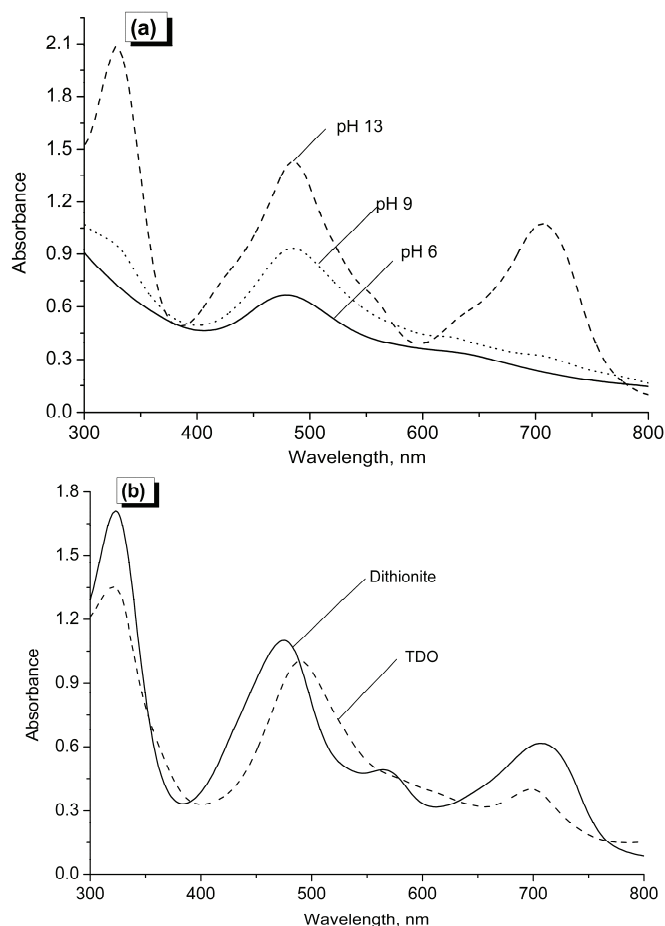 (a)
2.1
1.8
1.5
1.2
0.9
0.6
0.3
0.0
Absorbance
pH 13
pH 9
pH 6
300 400 500 600 700 800
Wavelength, nm
(b)
1.8
1.5
1.2
0.9
0.6
0.3
0.0
Absorbance
Dithionite
TDO
300 400 500 600 700 800
Wavelength, nm